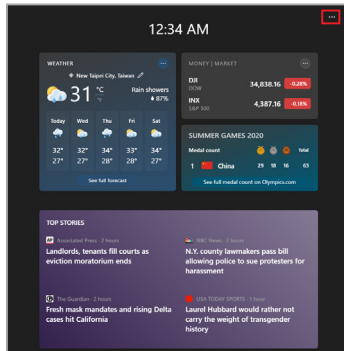 12:34 AM
WEATHER
New Taipei City, Taiwan
31 °C
°F
Rain showers
87%
Today Wed Thu Fri Sat
32° 32° 34° 33° 34°
27° 27° 28° 28° 27°
See full forecast
MONEY | MARKET
DJI
DOW
34,838.16 -0.28%
INX
S&P 500
4,387.16 -0.18%
SUMMER GAMES 2020
Medal count Total
1 China 29 18 16 63
See full medal count on Olympics.com
TOP STORIES
AP Associated Press · 2 hours
Landlords, tenants fill courts as
eviction moratorium ends
NBC News · 2 hours
N.Y. county lawmakers pass bill
allowing police to sue protesters for
harassment
The Guardian · 2 hours
Fresh mask mandates and rising Delta
cases hit California
USA TODAY SPORTS · 1 hour
Laurel Hubbard would rather not
carry the weight of transgender
history